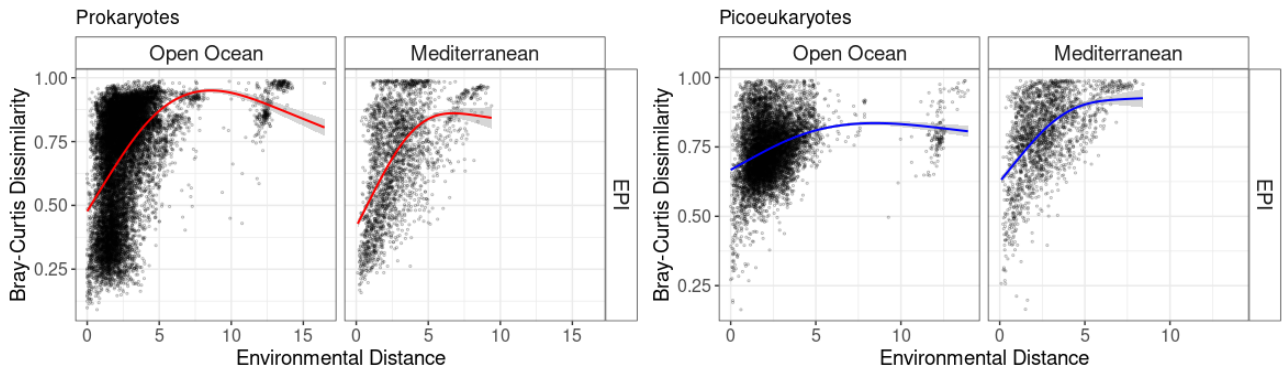 Prokaryotes
Open Ocean
Mediterranean
Bray-Curtis Dissimilarity
1.00
0.75
0.50
0.25
EPI
0 5 10 15
0 5 10 15
Environmental Distance
Picoeukaryotes
Open Ocean
Mediterranean
Bray-Curtis Dissimilarity
1.00
0.75
0.50
0.25
EPI
0 5 10
0 5 10
Environmental Distance